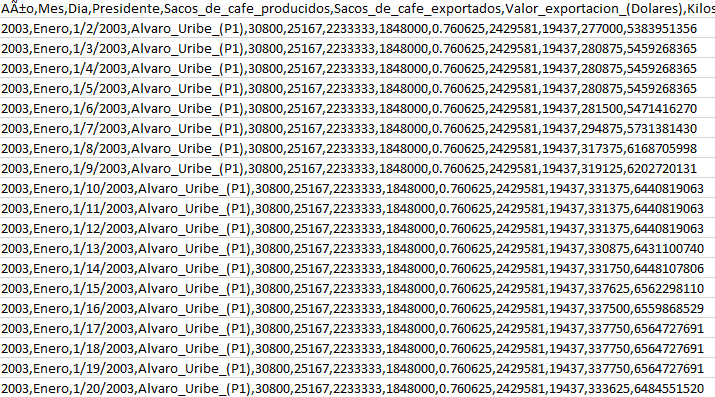 AÃ±o,Mes,Dia,Presidente,Sacos_de_cafe_producidos,Sacos_de_cafe_exportados,Valor_exportacion_(Dolares),Kilos
2003,Enero,1/2/2003,Alvaro_Uribe_(P1),30800,25167,2233333,1848000,0.760625,2429581,19437,277000,5383951356
2003,Enero,1/3/2003,Alvaro_Uribe_(P1),30800,25167,2233333,1848000,0.760625,2429581,19437,280875,5459268365
2003,Enero,1/4/2003,Alvaro_Uribe_(P1),30800,25167,2233333,1848000,0.760625,2429581,19437,280875,5459268365
2003,Enero,1/5/2003,Alvaro_Uribe_(P1),30800,25167,2233333,1848000,0.760625,2429581,19437,280875,5459268365
2003,Enero,1/6/2003,Alvaro_Uribe_(P1),30800,25167,2233333,1848000,0.760625,2429581,19437,281500,5471416270
2003,Enero,1/7/2003,Alvaro_Uribe_(P1),30800,25167,2233333,1848000,0.760625,2429581,19437,294875,5731381430
2003,Enero,1/8/2003,Alvaro_Uribe_(P1),30800,25167,2233333,1848000,0.760625,2429581,19437,317375,6168705998
2003,Enero,1/9/2003,Alvaro_Uribe_(P1),30800,25167,2233333,1848000,0.760625,2429581,19437,319125,6202720131
2003,Enero,1/10/2003,Alvaro_Uribe_(P1),30800,25167,2233333,1848000,0.760625,2429581,19437,331375,6440819063
2003,Enero,1/11/2003,Alvaro_Uribe_(P1),30800,25167,2233333,1848000,0.760625,2429581,19437,331375,6440819063
2003,Enero,1/12/2003,Alvaro_Uribe_(P1),30800,25167,2233333,1848000,0.760625,2429581,19437,331375,6440819063
2003,Enero,1/13/2003,Alvaro_Uribe_(P1),30800,25167,2233333,1848000,0.760625,2429581,19437,330875,6431100740
2003,Enero,1/14/2003,Alvaro_Uribe_(P1),30800,25167,2233333,1848000,0.760625,2429581,19437,331750,6448107806
2003,Enero,1/15/2003,Alvaro_Uribe_(P1),30800,25167,2233333,1848000,0.760625,2429581,19437,337625,6562298110
2003,Enero,1/16/2003,Alvaro_Uribe_(P1),30800,25167,2233333,1848000,0.760625,2429581,19437,337500,6559868529
2003,Enero,1/17/2003,Alvaro_Uribe_(P1),30800,25167,2233333,1848000,0.760625,2429581,19437,337750,6564727691
2003,Enero,1/18/2003,Alvaro_Uribe_(P1),30800,25167,2233333,1848000,0.760625,2429581,19437,337750,6564727691
2003,Enero,1/19/2003,Alvaro_Uribe_(P1),30800,25167,2233333,1848000,0.760625,2429581,19437,337750,6564727691
2003,Enero,1/20/2003,Alvaro_Uribe_(P1),30800,25167,2233333,1848000,0.760625,2429581,19437,333625,6484551520